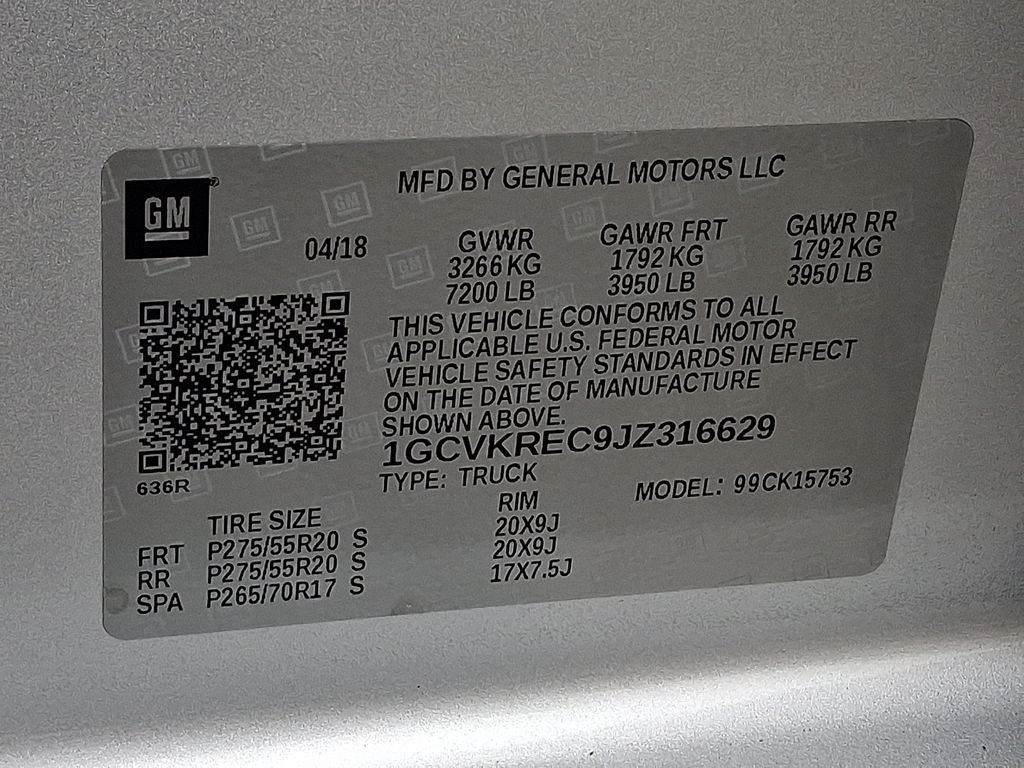 GM
MFD BY GENERAL MOTORS LLC
04/18
GVWR GAWR FRT GAWR RR
3266 KG 1792 KG 1792 KG
7200 LB 3950 LB 3950 LB
THIS VEHICLE CONFORMS TO ALL
APPLICABLE U.S. FEDERAL MOTOR
VEHICLE SAFETY STANDARDS IN EFFECT
ON THE DATE OF MANUFACTURE
SHOWN ABOVE.
1GCVKREC9JZ316629
TYPE: TRUCK
636R
MODEL: 99CK15753
TIRE SIZE RIM
FRT P275/55R20 S 20X9J
RR P275/55R20 S 20X9J
SPA P265/70R17 S 17X7.5J